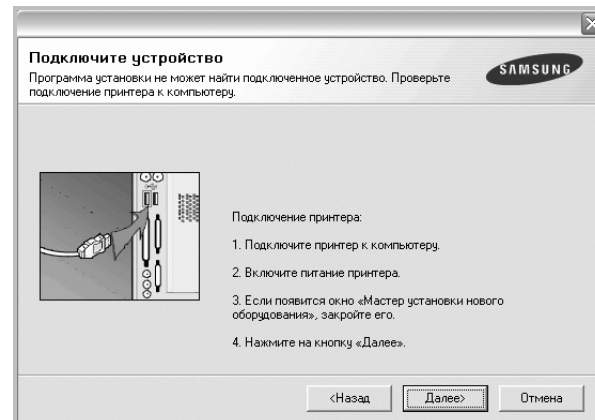 Подключите устройство
Программа установки не может найти подключенное устройство. Проверьте
подключение принтера к компьютеру.
SAMSUNG
Подключение принтера:
1. Подключите принтер к компьютеру.
2. Включите питание принтера.
3. Если появится окно «Мастер установки нового
оборудования», закройте его.
4. Нажмите на кнопку «Далее».
<Назад
Далее>
Отмена